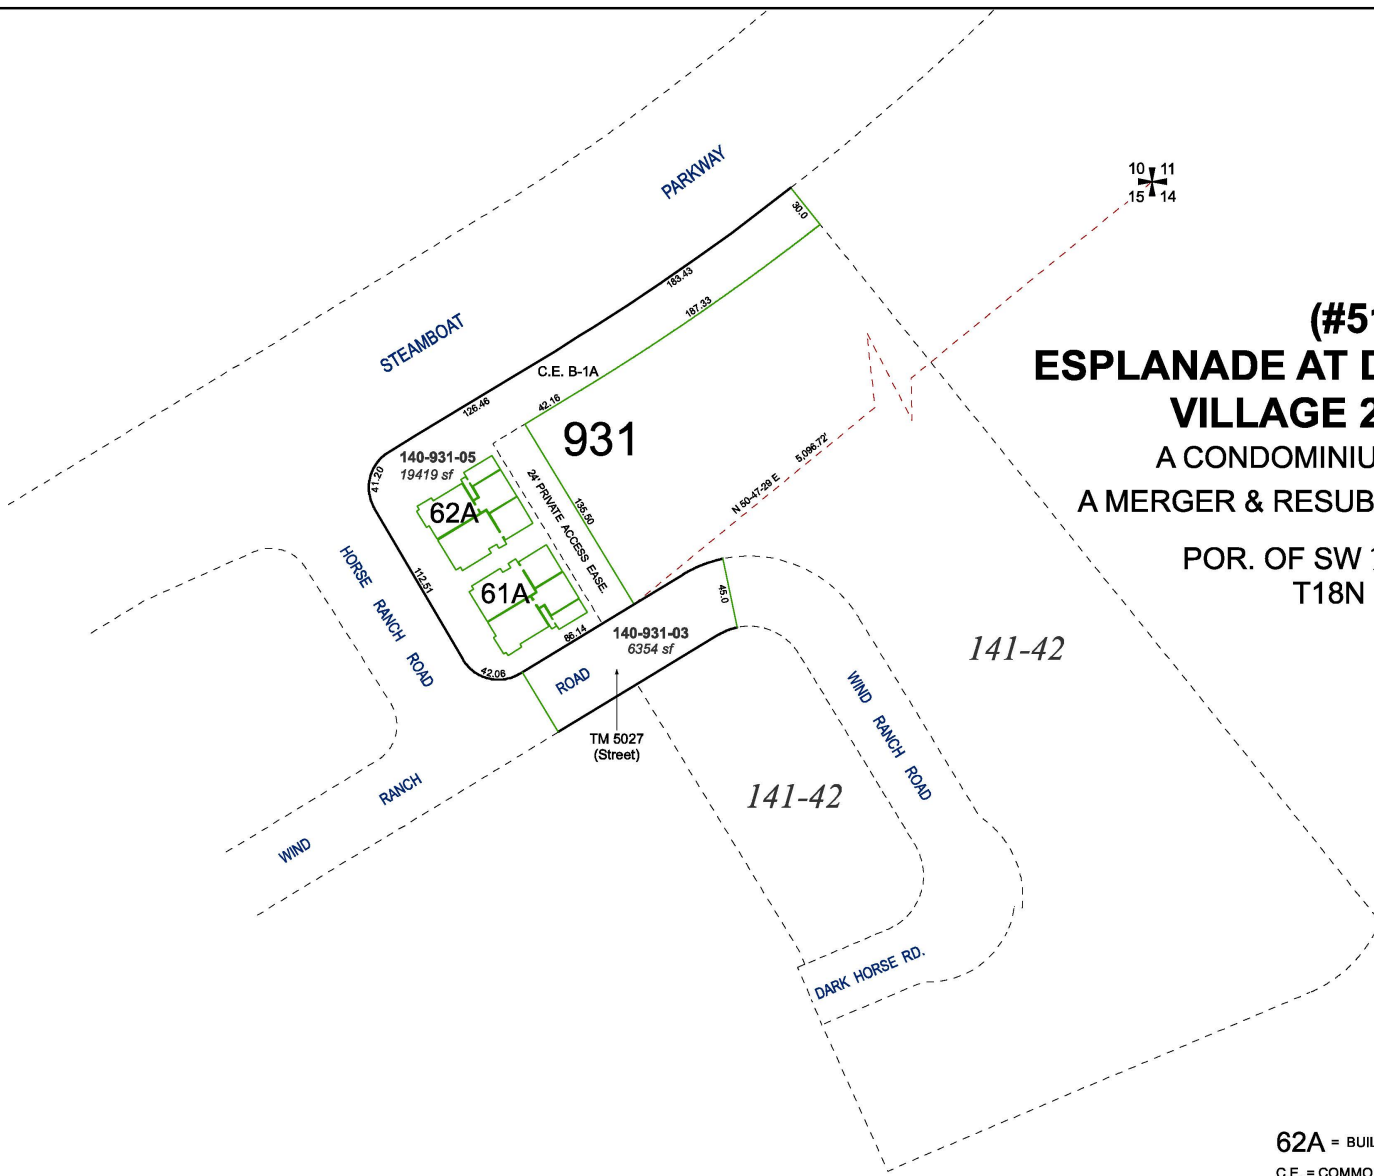 PARKWAY
10 11
15 14
30.0
183.43
187.33
STEAMBOAT
C.E. B-1A
126.46
42.16
931
140-931-05
19419 sf
41.20
62A
24' PRIVATE ACCESS EASE.
135.50
N 50-47-29 E 5,096.72'
(#51
ESPLANADE AT D
VILLAGE 2
A CONDOMINIU
A MERGER & RESUB
POR. OF SW 1
T18N
HORSE RANCH ROAD
112.51
61A
86.14
45.0
140-931-03
6354 sf
42.06
ROAD
TM 5027
(Street)
141-42
WIND RANCH ROAD
141-42
RANCH
WIND
DARK HORSE RD.
62A = BUIL
C.E. = COMMO